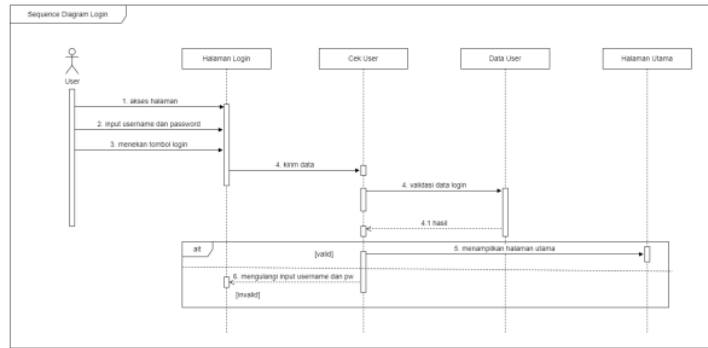 Sequence Diagram Login
User
Halaman Login
Cek User
Data User
Halaman Utama
1. akses halaman
2. input username dan password
3. menekan tombol login
4. kirim data
4. validasi data login
4.1 hasil
alt
[valid]
5. menampilkan halaman utama
6. mengulangi input username dan pw
[invalid]